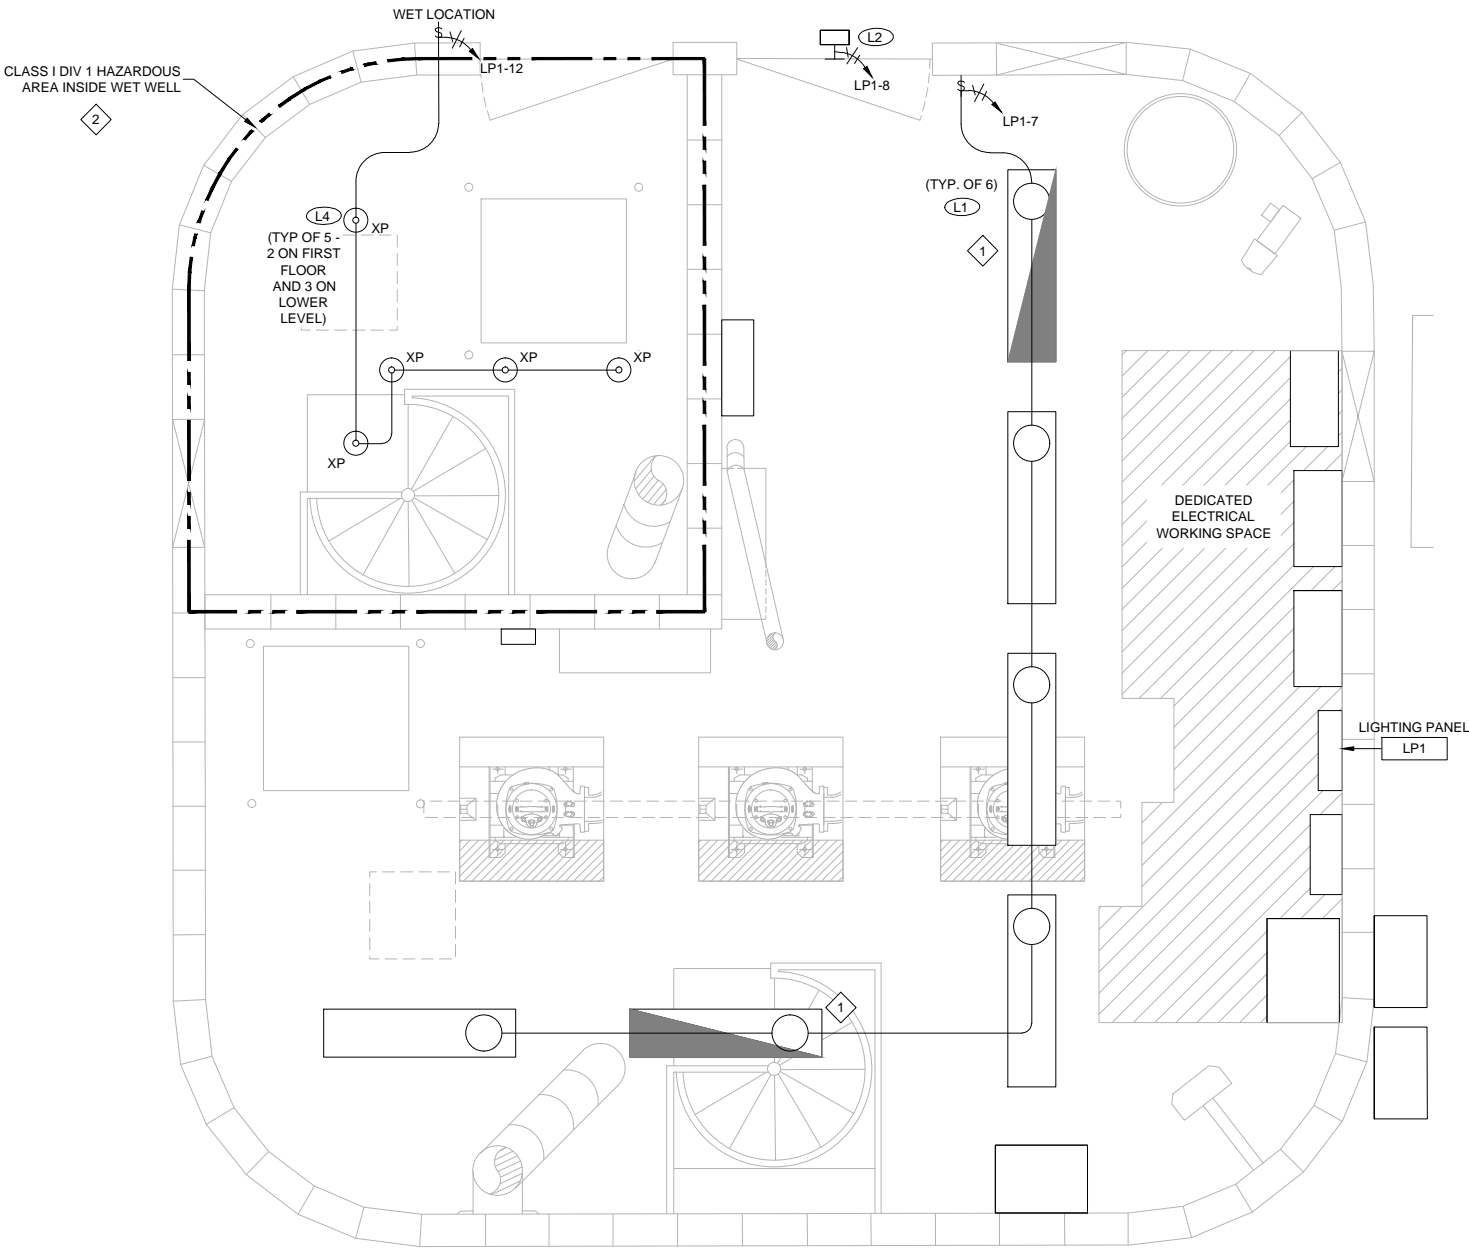 WET LOCATION
S
LP1-12
CLASS I DIV 1 HAZARDOUS
AREA INSIDE WET WELL
2
L2
LP1-8
S
LP1-7
(TYP. OF 6)
L1
1
L4
XP
(TYP OF 5 -
2 ON FIRST
FLOOR
AND 3 ON
LOWER
LEVEL)
XP
XP
XP
XP
DEDICATED
ELECTRICAL
WORKING SPACE
LIGHTING PANEL
LP1
1